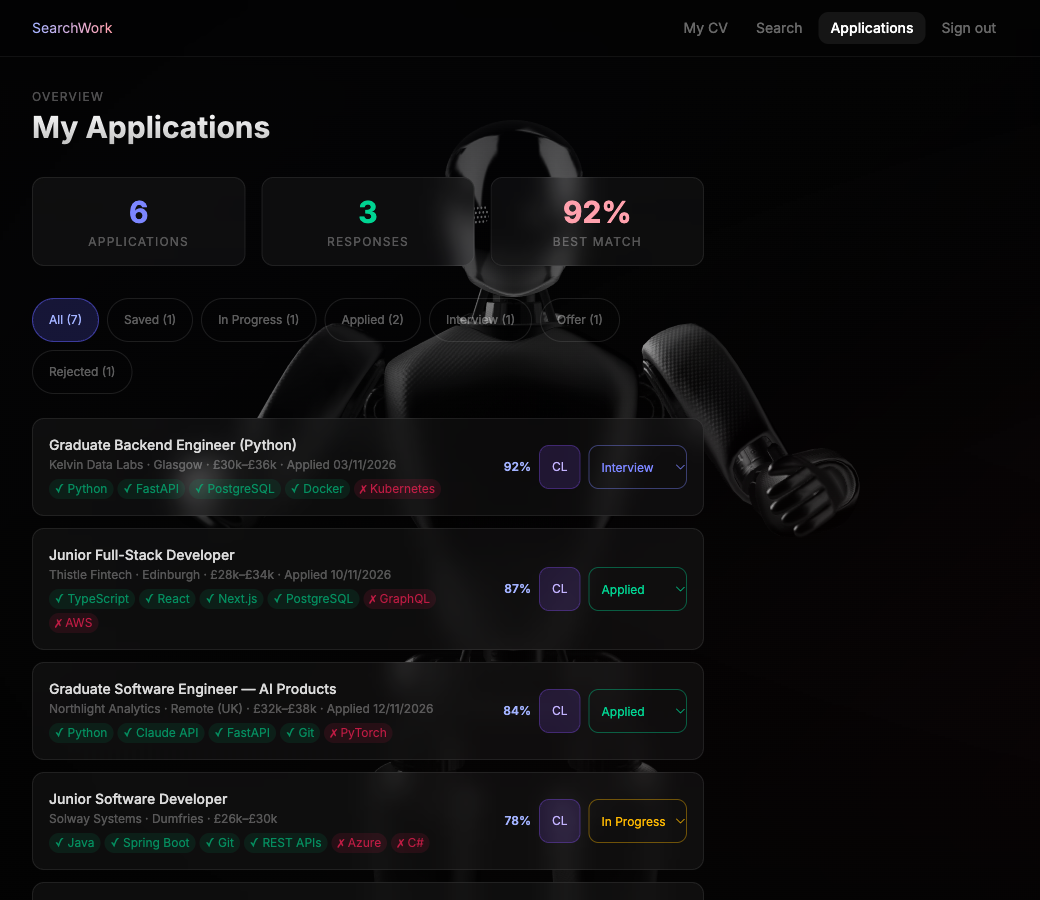 SearchWork
My CV Search Applications Sign out
OVERVIEW
My Applications
6 3 92%
APPLICATIONS RESPONSES BEST MATCH
All (7) Saved (1) In Progress (1) Applied (2) Interview (1) Offer (1)
Rejected (1)
Graduate Backend Engineer (Python)
Kelvin Data Labs · Glasgow · £30k–£36k · Applied 03/11/2026
92% CL Interview
✓ Python ✓ FastAPI ✓ PostgreSQL ✓ Docker ✗ Kubernetes
Junior Full-Stack Developer
Thistle Fintech · Edinburgh · £28k–£34k · Applied 10/11/2026
87% CL Applied
✓ TypeScript ✓ React ✓ Next.js ✓ PostgreSQL ✗ GraphQL
✗ AWS
Graduate Software Engineer — AI Products
Northlight Analytics · Remote (UK) · £32k–£38k · Applied 12/11/2026
84% CL Applied
✓ Python ✓ Claude API ✓ FastAPI ✓ Git ✗ PyTorch
Junior Software Developer
Solway Systems · Dumfries · £26k–£30k
78% CL In Progress
✓ Java ✓ Spring Boot ✓ Git ✓ REST APIs ✗ Azure ✗ C#